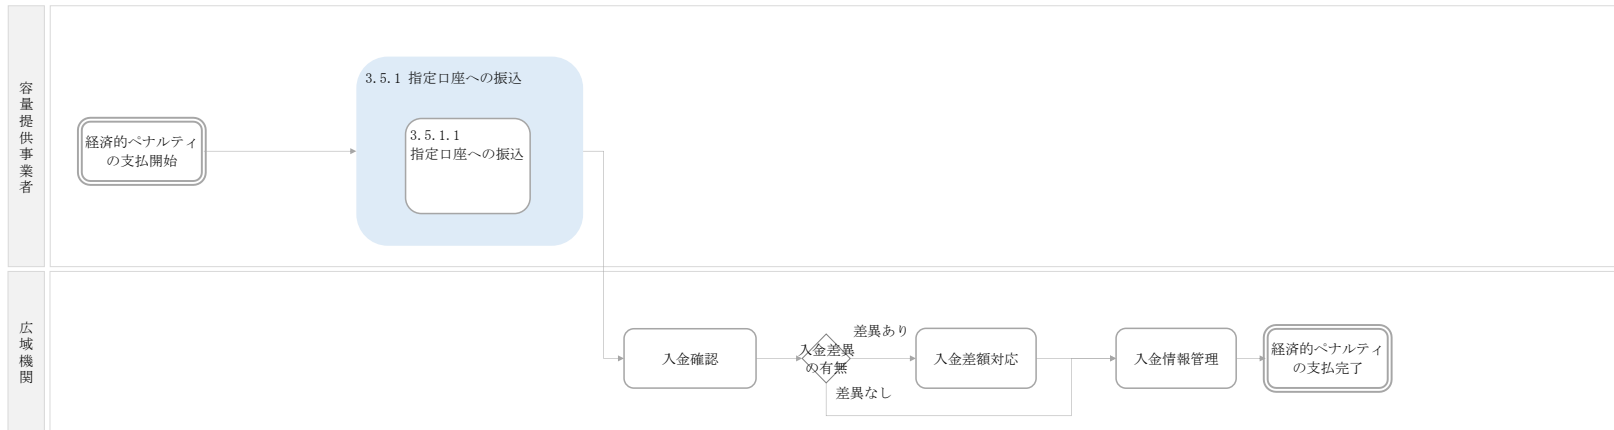 容量提供事業者
経済的ペナルティ
の支払開始
3.5.1 指定口座への振込
3.5.1.1
指定口座への振込
広域機関
入金確認
入金差異
の有無
差異あり
差異なし
入金差額対応
入金情報管理
経済的ペナルティ
の支払完了